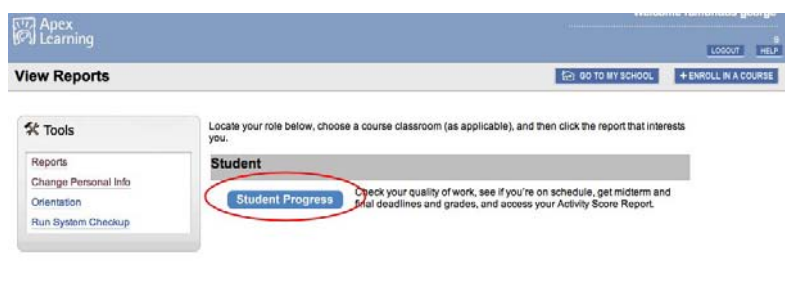 Apex
Learning
LOGOUT HELP
View Reports
GO TO MY SCHOOL + ENROLL IN A COURSE
Tools
Reports
Change Personal Info
Orientation
Run System Checkup
Locate your role below, choose a course classroom (as applicable), and then click the report that interests
you.
Student
Student Progress
Check your quality of work, see if you're on schedule, get midterm and
final deadlines and grades, and access your Activity Score Report.